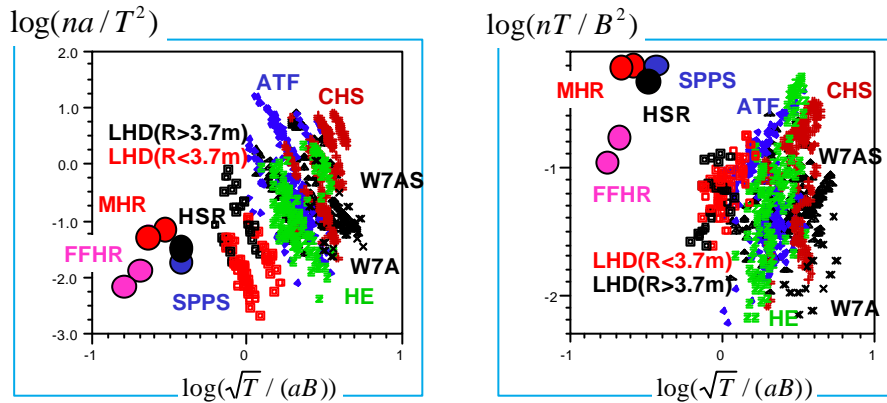 log(na / T²)
2.0
1.0
0.0
-1.0
-2.0
-3.0
-1
0
1
ATF
CHS
LHD(R>3.7m)
LHD(R<3.7m)
W7AS
MHR
HSR
FFHR
W7A
SPPS
HE
log(√T / (aB))
log(nT / B²)
-1
-2
-1
0
1
SPPS
MHR
HSR
ATF
CHS
FFHR
W7AS
LHD(R<3.7m)
LHD(R>3.7m)
W7A
HE
log(√T / (aB))